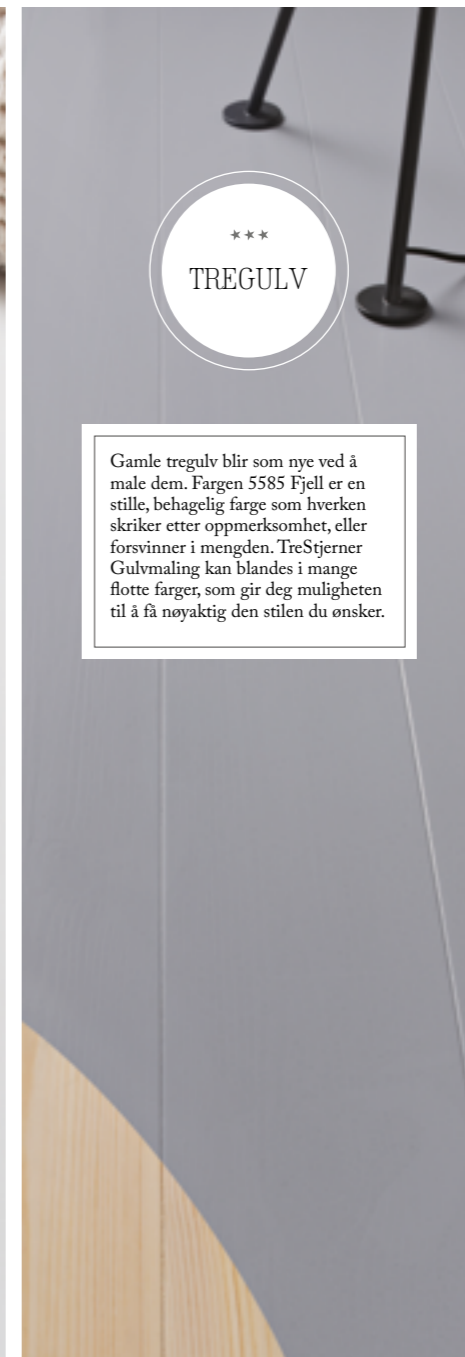 TREGULV
Gamle tregulv blir som nye ved å
male dem. Fargen 5585 Fjell er en
stille, behagelig farge som hverken
skriker etter oppmerksomhet, eller
forsvinner i mengden. TreStjerner
Gulvmaling kan blandes i mange
flotte farger, som gir deg muligheten
til å få nøyaktig den stilen du ønsker.